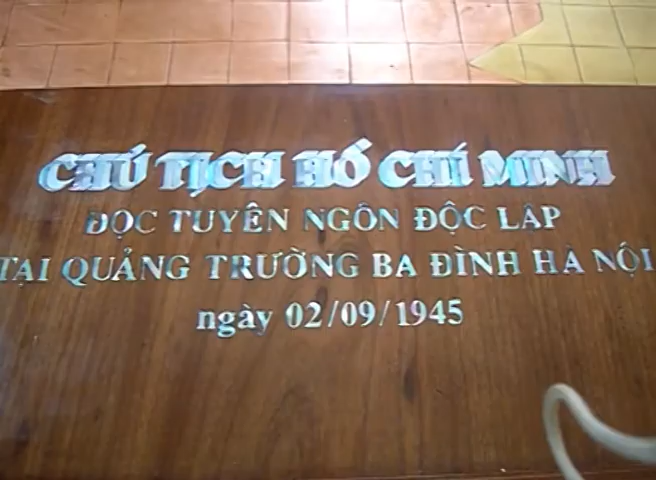 CHỦ TỊCH HỒ CHÍ MINH
ĐỌC TUYÊN NGÔN ĐỘC LẬP
TẠI QUẢNG TRƯỜNG BA ĐÌNH HÀ NỘI
ngày 02/09/1945